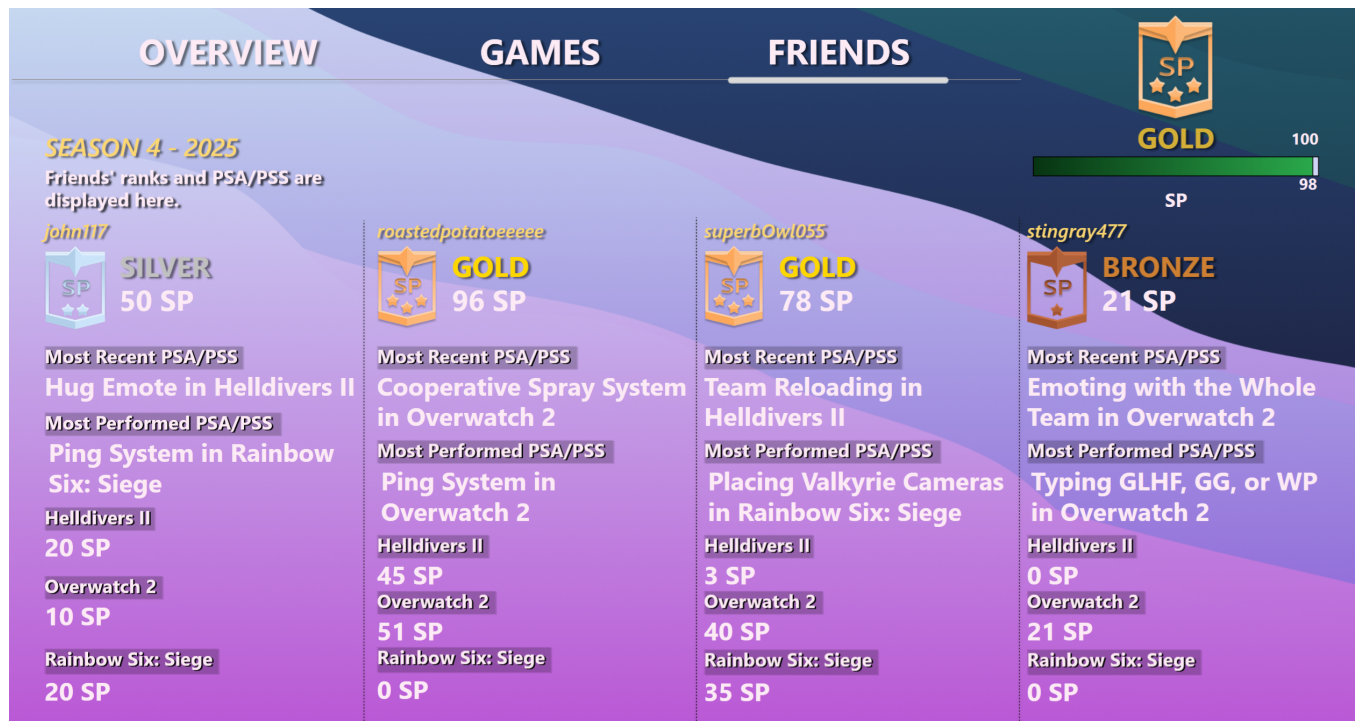 OVERVIEW
GAMES
FRIENDS
SP
GOLD
100
98
SP
SEASON 4 - 2025
Friends' ranks and PSA/PSS are
displayed here.
john117
SP
SILVER
50 SP
Most Recent PSA/PSS
Hug Emote in Helldivers II
Most Performed PSA/PSS
Ping System in Rainbow
Six: Siege
Helldivers II
20 SP
Overwatch 2
10 SP
Rainbow Six: Siege
20 SP
roastedpotatoeeeee
SP
GOLD
96 SP
Most Recent PSA/PSS
Cooperative Spray System
in Overwatch 2
Most Performed PSA/PSS
Ping System in
Overwatch 2
Helldivers II
45 SP
Overwatch 2
51 SP
Rainbow Six: Siege
0 SP
superbOwl055
SP
GOLD
78 SP
Most Recent PSA/PSS
Team Reloading in
Helldivers II
Most Performed PSA/PSS
Placing Valkyrie Cameras
in Rainbow Six: Siege
Helldivers II
3 SP
Overwatch 2
40 SP
Rainbow Six: Siege
35 SP
stingray477
SP
BRONZE
21 SP
Most Recent PSA/PSS
Emoting with the Whole
Team in Overwatch 2
Most Performed PSA/PSS
Typing GLHF, GG, or WP
in Overwatch 2
Helldivers II
0 SP
Overwatch 2
21 SP
Rainbow Six: Siege
0 SP